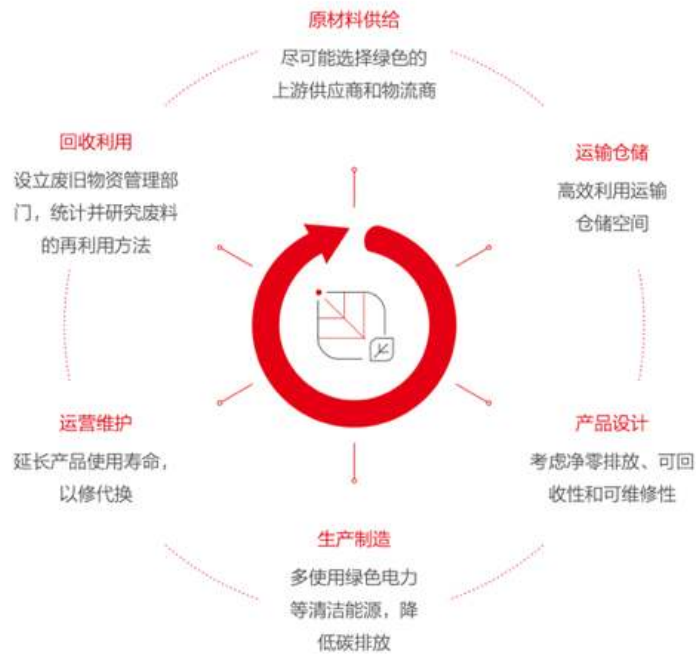 原材料供给
尽可能选择绿色的
上游供应商和物流商
运输仓储
高效利用运输
仓储空间
产品设计
考虑净零排放、可回
收性和可维修性
生产制造
多使用绿色电力
等清洁能源，降
低碳排放
运营维护
延长产品使用寿命，
以修代换
回收利用
设立废旧物资管理部
门，统计并研究废料
的再利用方法